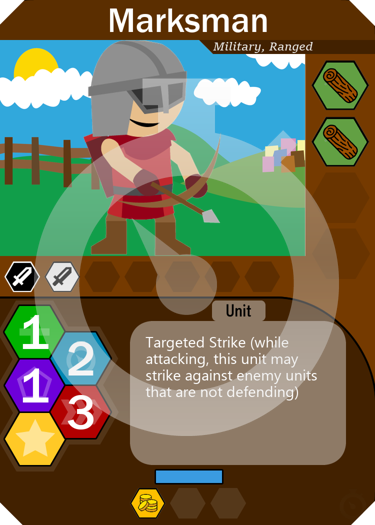 Marksman
Military, Ranged
1
2
1
3
Unit
Targeted Strike (while
attacking, this unit may
strike against enemy units
that are not defending)